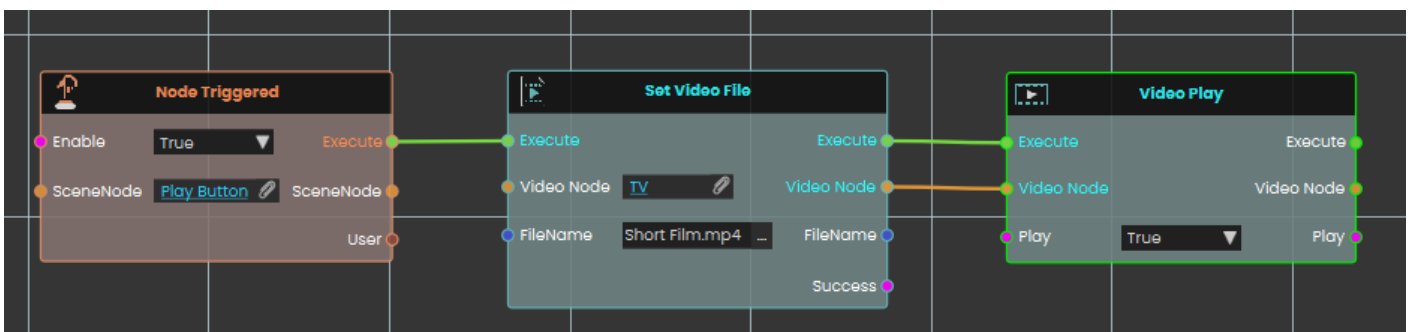 Node Triggered
Enable True Execute
SceneNode Play Button SceneNode
User
Set Video File
Execute Execute
Video Node TV Video Node
FileName Short Film.mp4 ... FileName
Success
Video Play
Execute Execute
Video Node Video Node
Play True Play